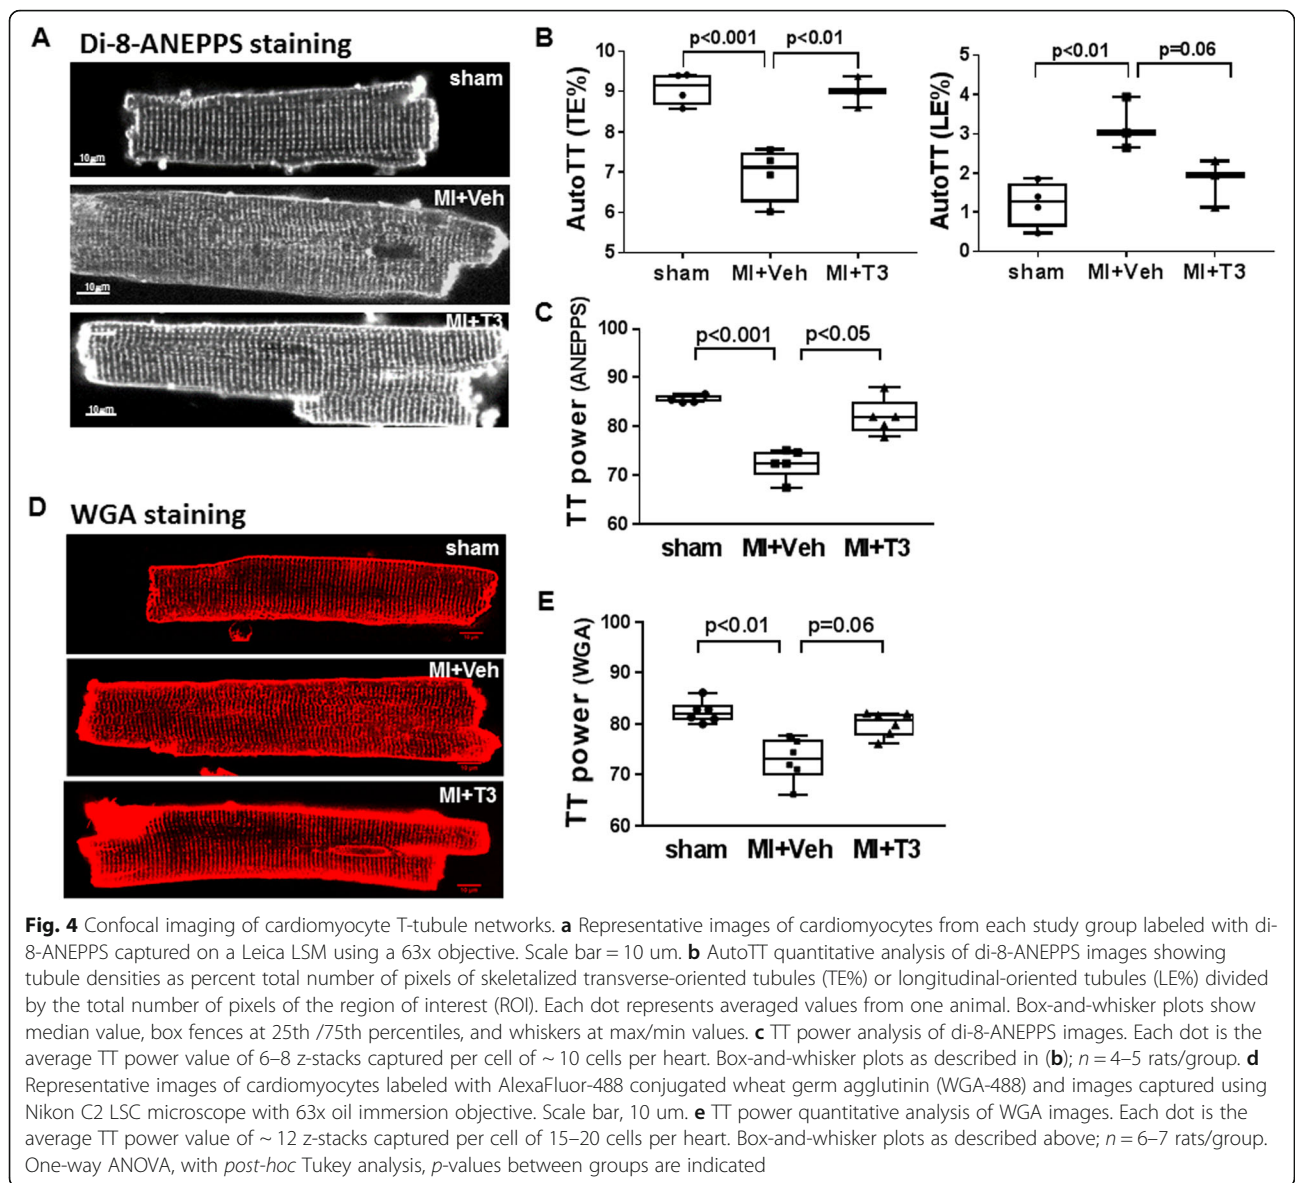 A Di-8-ANEPPS staining
sham
10 µm
MI+Veh
10µm
MI+T3
10µm
B
AutoTT (TE%)
10
9
8
7
6
5
p<0.001 p<0.01
sham MI+Veh MI+T3
AutoTT (LE%)
5
4
3
2
1
0
p<0.01 p=0.06
sham MI+Veh MI+T3
C
TT power (ANEPPS)
100
90
80
70
60
p<0.001 p<0.05
sham MI+Veh MI+T3
D WGA staining
sham
10 µm
MI+Veh
10 µm
MI+T3
10 µm
E
TT power (WGA)
100
90
80
70
60
p<0.01 p=0.06
sham MI+Veh MI+T3
Fig. 4 Confocal imaging of cardiomyocyte T-tubule networks. a Representative images of cardiomyocytes from each study group labeled with di-
8-ANEPPS captured on a Leica LSM using a 63x objective. Scale bar = 10 um. b AutoTT quantitative analysis of di-8-ANEPPS images showing
tubule densities as percent total number of pixels of skeletalized transverse-oriented tubules (TE%) or longitudinal-oriented tubules (LE%) divided
by the total number of pixels of the region of interest (ROI). Each dot represents averaged values from one animal. Box-and-whisker plots show
median value, box fences at 25th /75th percentiles, and whiskers at max/min values. c TT power analysis of di-8-ANEPPS images. Each dot is the
average TT power value of 6–8 z-stacks captured per cell of ~ 10 cells per heart. Box-and-whisker plots as described in (b); n = 4–5 rats/group. d
Representative images of cardiomyocytes labeled with AlexaFluor-488 conjugated wheat germ agglutinin (WGA-488) and images captured using
Nikon C2 LSC microscope with 63x oil immersion objective. Scale bar, 10 um. e TT power quantitative analysis of WGA images. Each dot is the
average TT power value of ~ 12 z-stacks captured per cell of 15–20 cells per heart. Box-and-whisker plots as described above; n = 6–7 rats/group.
One-way ANOVA, with post-hoc Tukey analysis, p-values between groups are indicated